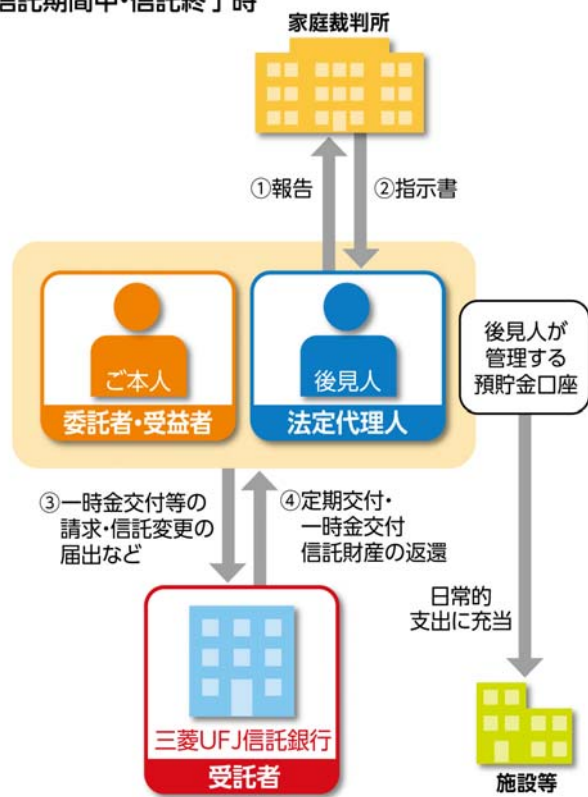 信託期間中・信託終了時
家庭裁判所
①報告
②指示書
ご本人
委託者・受益者
後見人
法定代理人
後見人が
管理する
預貯金口座
③一時金交付等の
請求・信託変更の
届出など
④定期交付・
一時金交付
信託財産の返還
日常的
支出に充当
三菱UFJ信託銀行
受託者
施設等